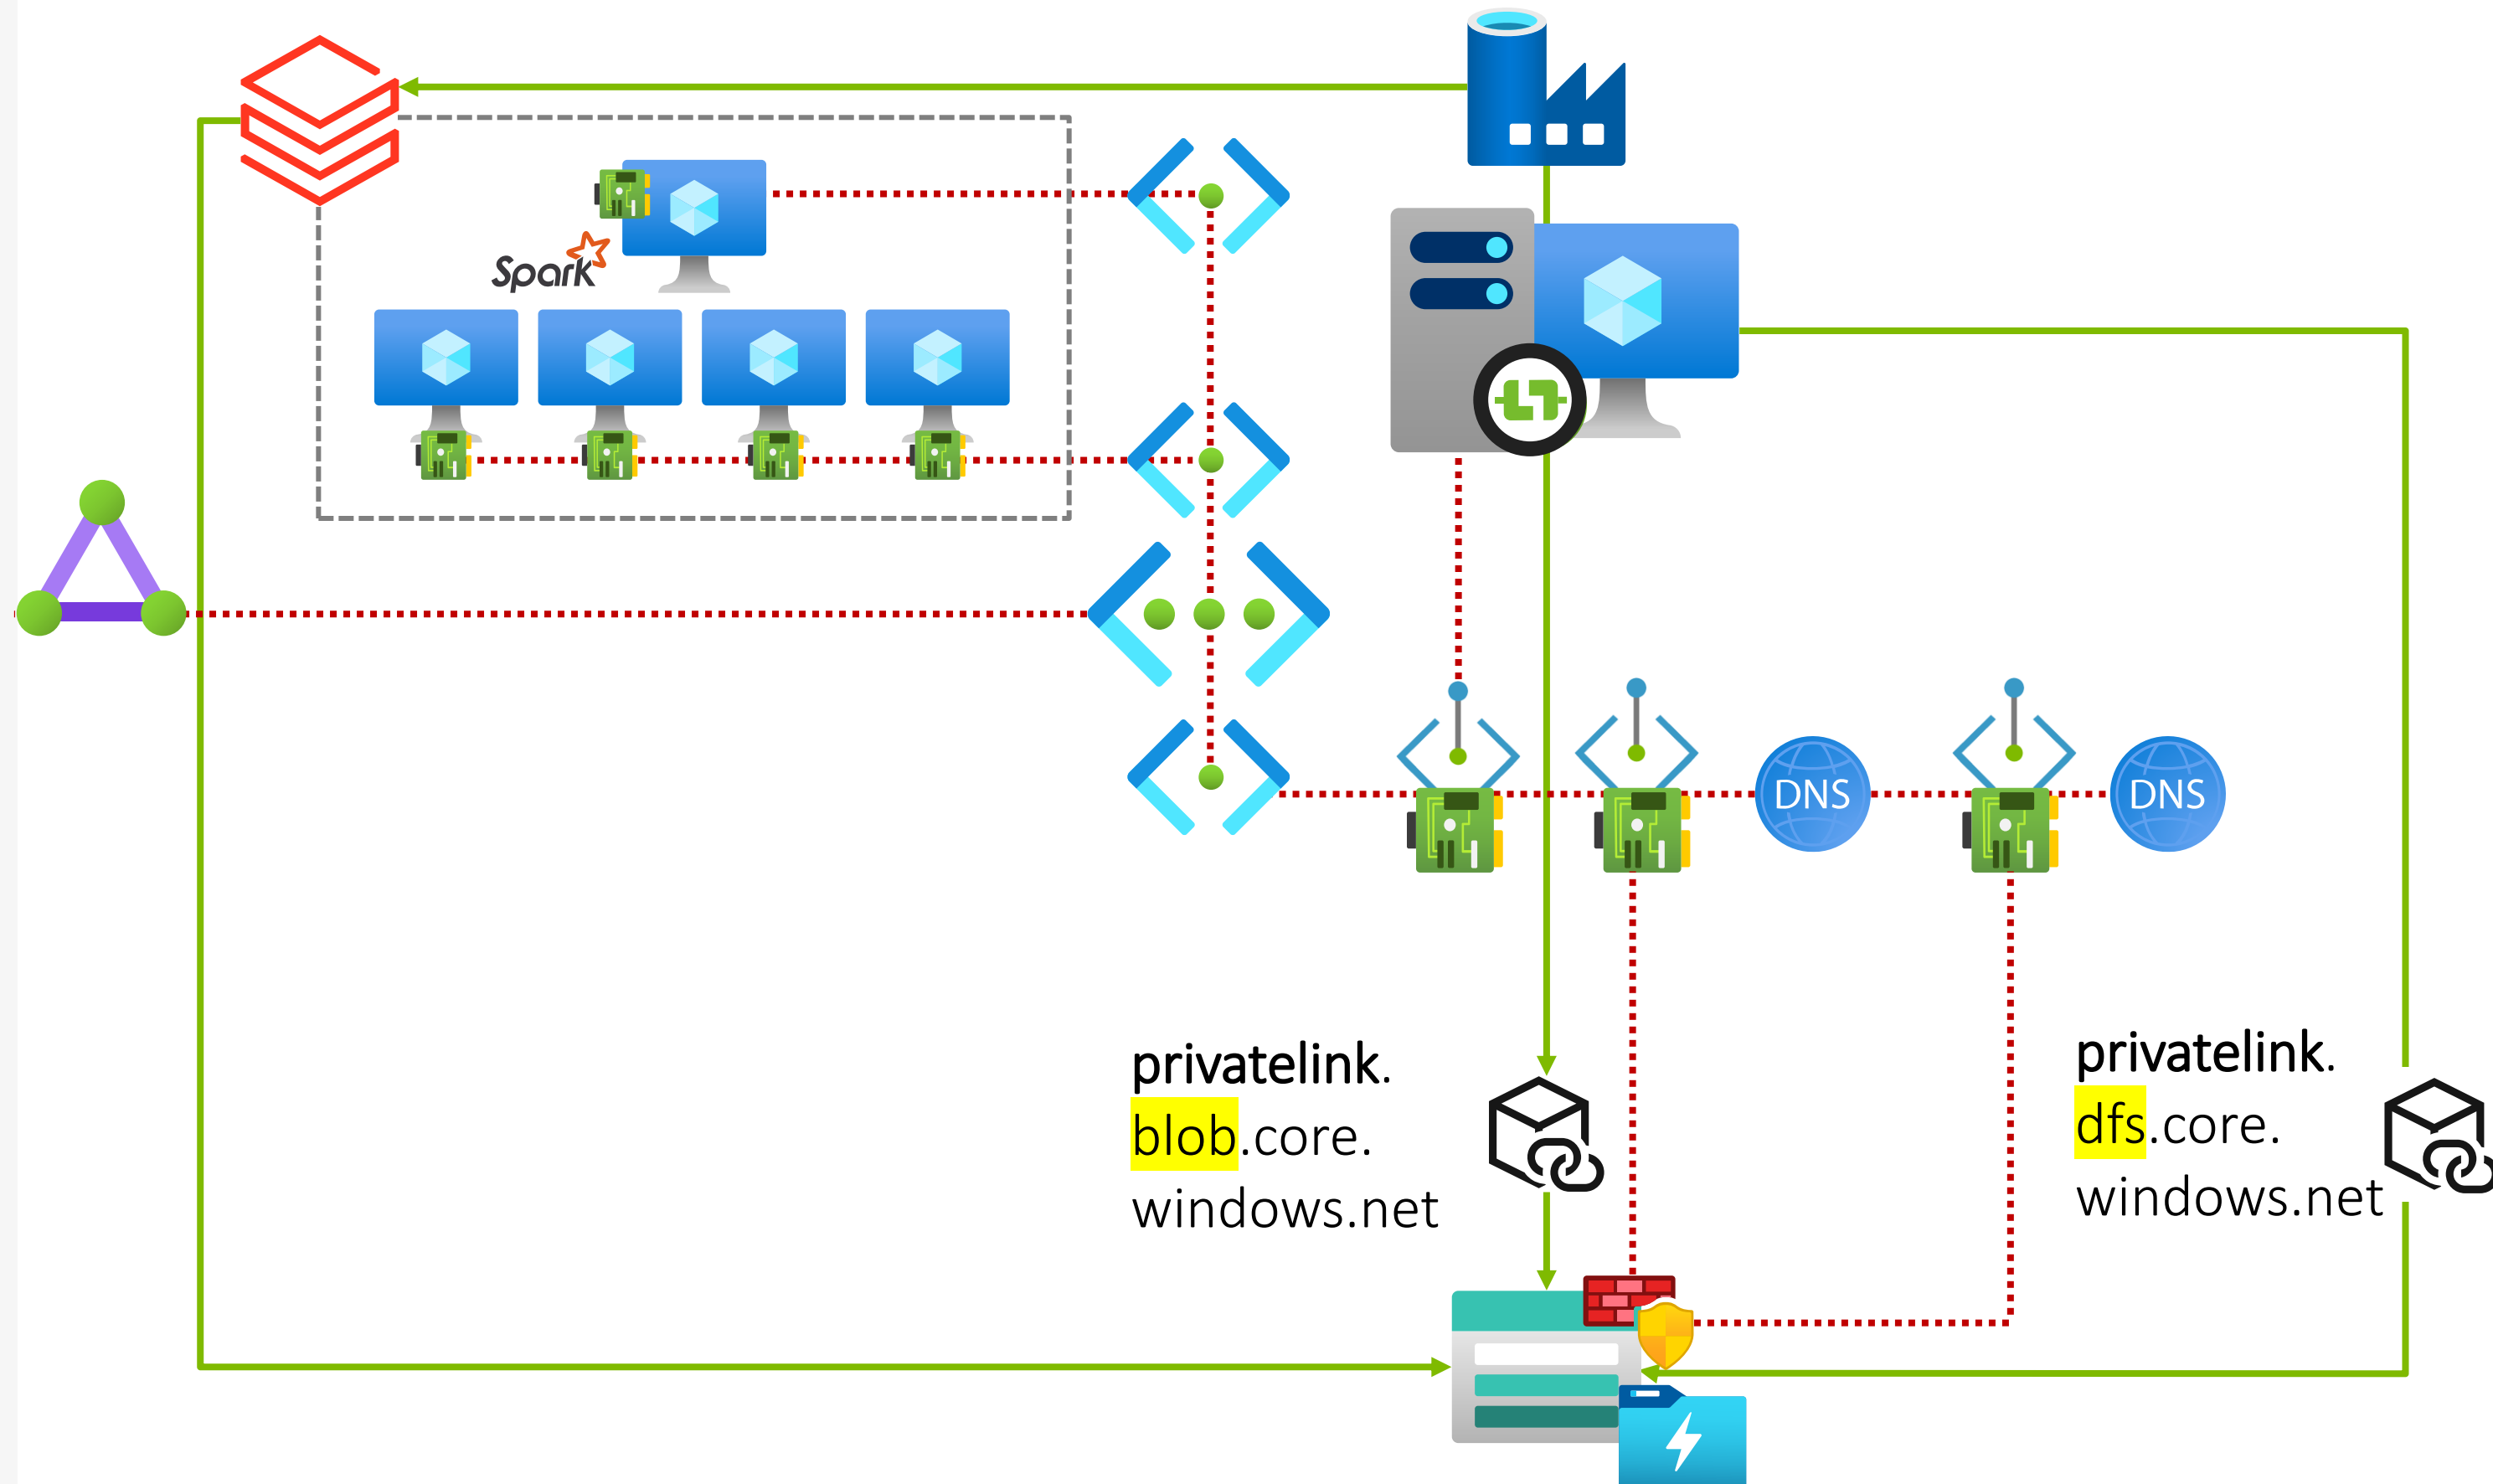 Spark
DNS
DNS
privatelink.
blob.core.
windows.net
privatelink.
dfs.core.
windows.net